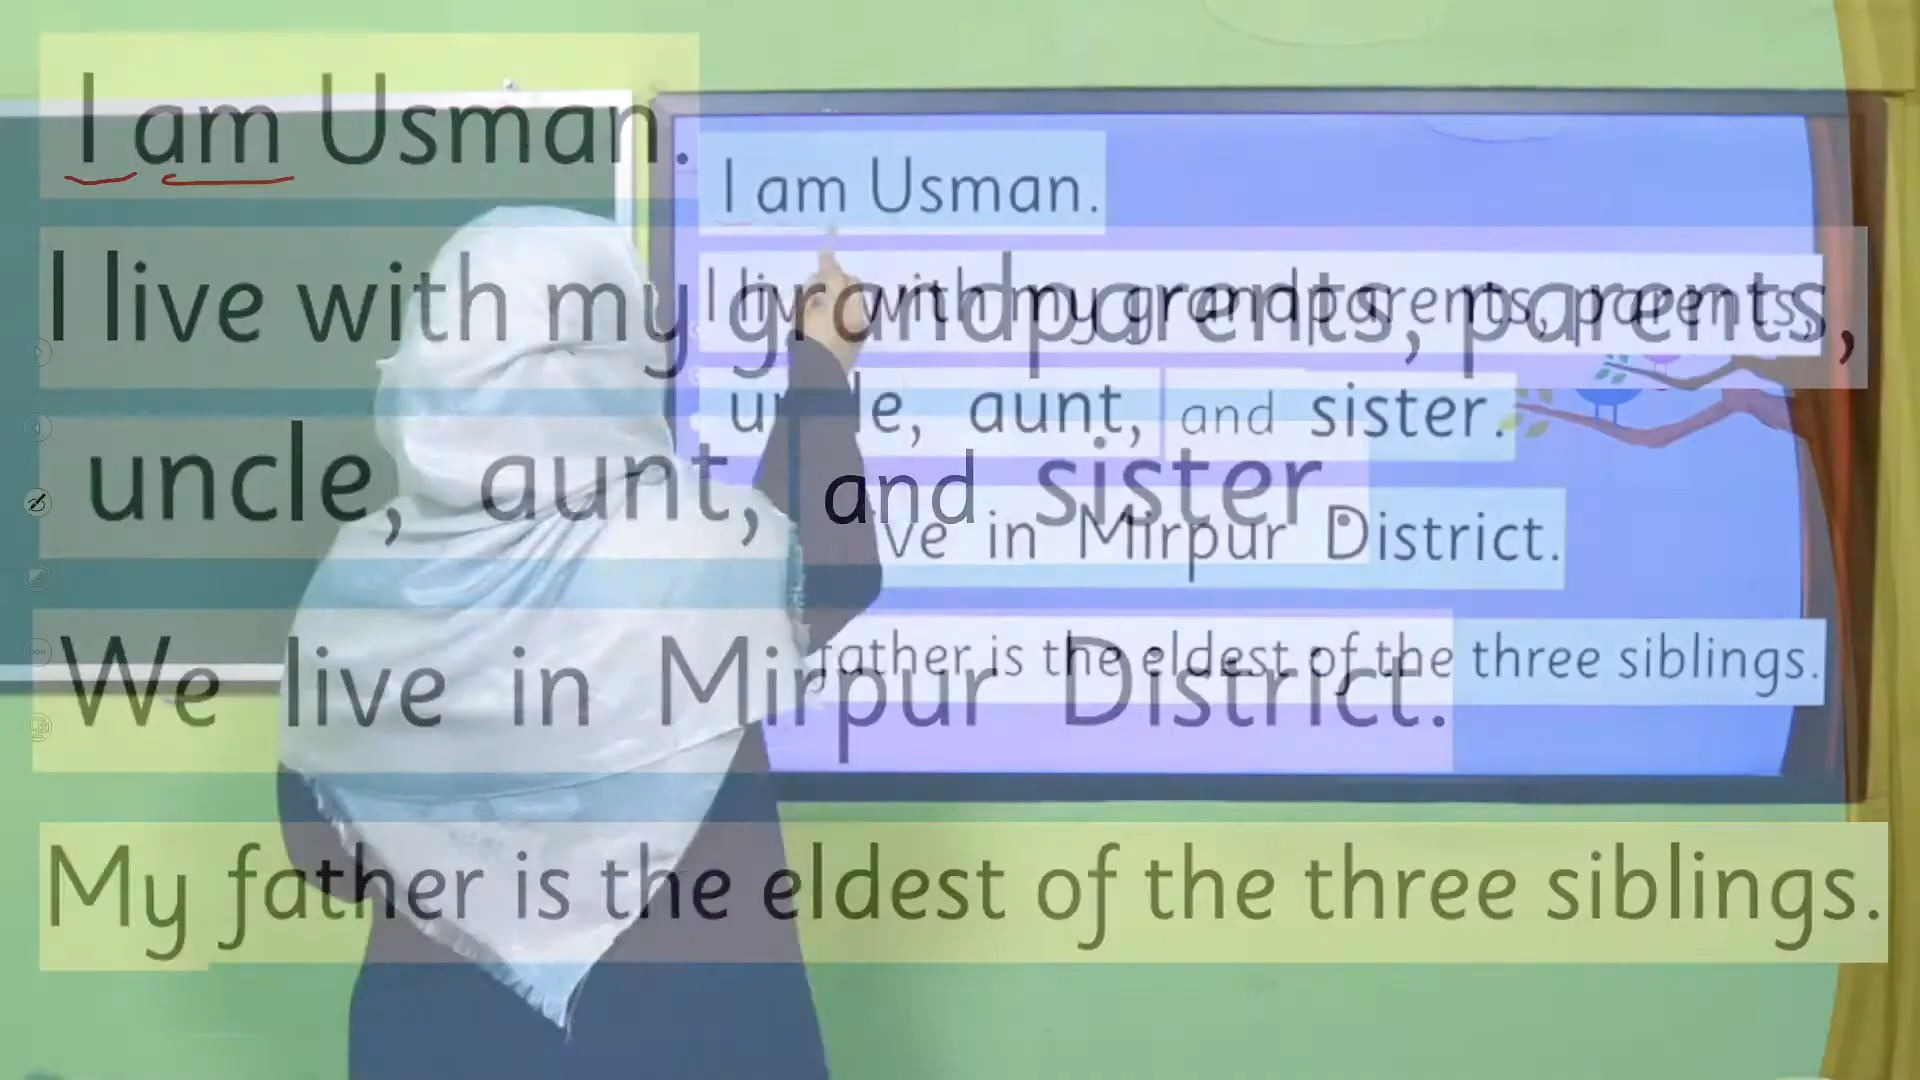 I am Usman.
I live with my grandparents, parents,
uncle, aunt, and sister
We live in Mirpur District.
My father is the eldest of the three siblings.
I am Usman.
I live with my grandparents, parents,
aunt, and sister.
in Mirpur District.
father is the eldest of the three siblings.